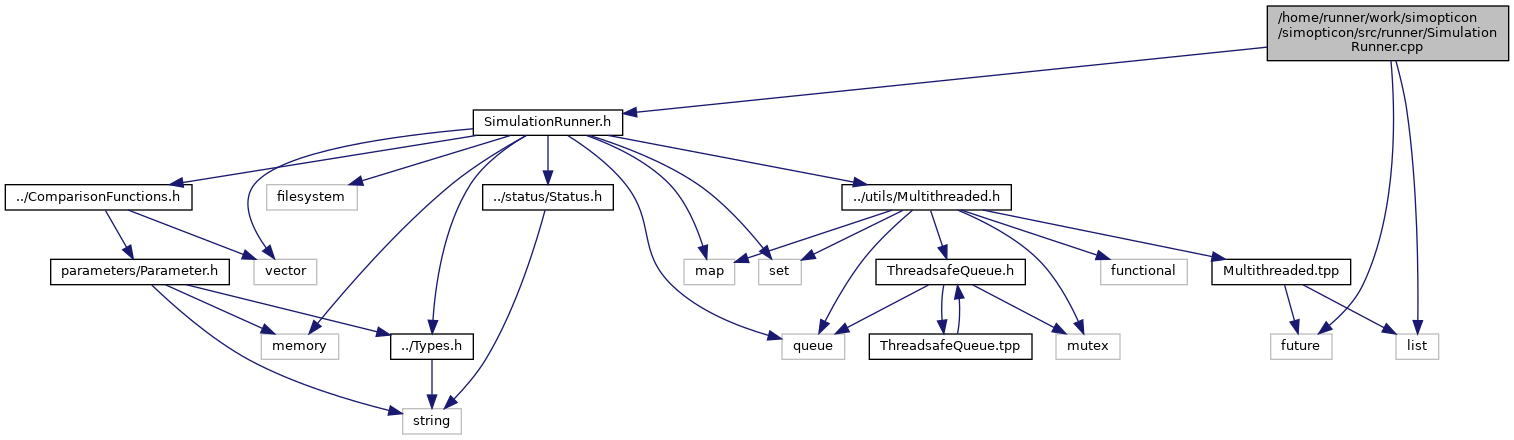 /home/runner/work/simopticon
/simopticon/src/runner/Simulation
Runner.cpp
SimulationRunner.h
../ComparisonFunctions.h
filesystem
../status/Status.h
../utils/Multithreaded.h
parameters/Parameter.h
vector
map
set
ThreadsafeQueue.h
functional
Multithreaded.tpp
memory
../Types.h
queue
ThreadsafeQueue.tpp
mutex
future
list
string